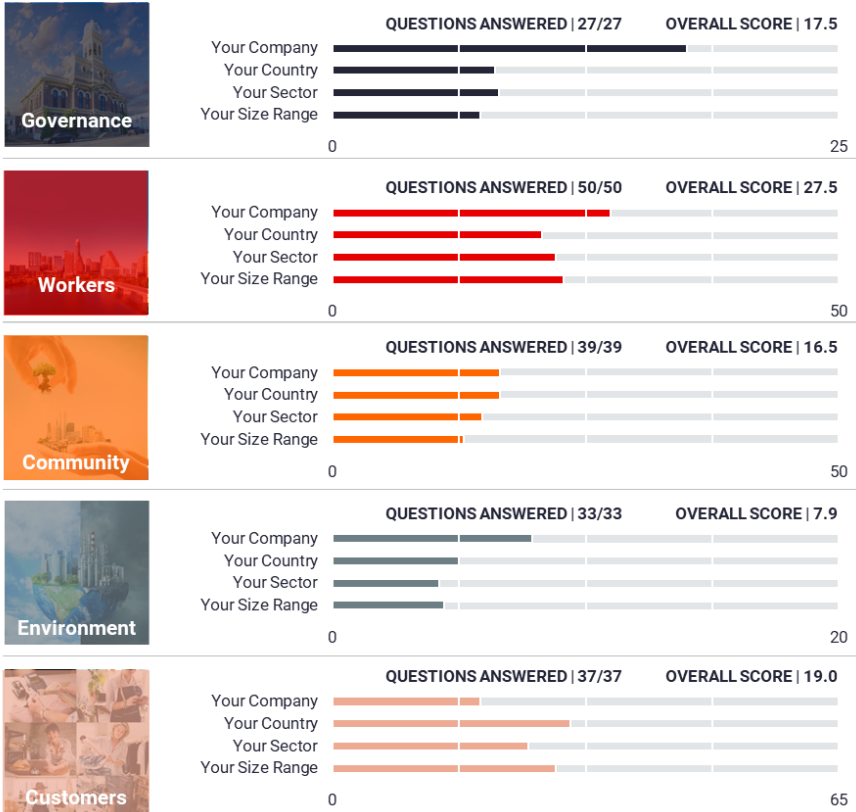 QUESTIONS ANSWERED | 27/27 OVERALL SCORE | 17.5
Your Company
Your Country
Your Sector
Your Size Range
Governance
0 25
QUESTIONS ANSWERED | 50/50 OVERALL SCORE | 27.5
Your Company
Your Country
Your Sector
Your Size Range
Workers
0 50
QUESTIONS ANSWERED | 39/39 OVERALL SCORE | 16.5
Your Company
Your Country
Your Sector
Your Size Range
Community
0 50
QUESTIONS ANSWERED | 33/33 OVERALL SCORE | 7.9
Your Company
Your Country
Your Sector
Your Size Range
Environment
0 20
QUESTIONS ANSWERED | 37/37 OVERALL SCORE | 19.0
Your Company
Your Country
Your Sector
Your Size Range
Customers
0 65